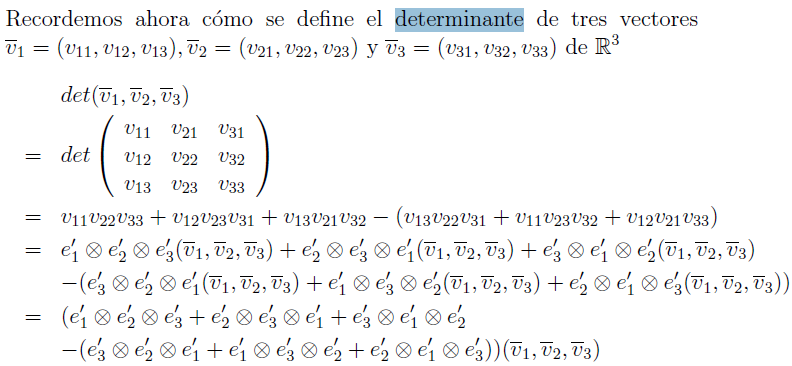 Recordemos ahora cómo se define el determinante de tres vectores
v̅₁ = (v₁₁, v₁₂, v₁₃), v̅₂ = (v₂₁, v₂₂, v₂₃) y v̅₃ = (v₃₁, v₃₂, v₃₃) de ℝ³
det(v̅₁, v̅₂, v̅₃)
= det ( v₁₁ v₂₁ v₃₁
v₁₂ v₂₂ v₃₂
v₁₃ v₂₃ v₃₃ )
= v₁₁v₂₂v₃₃ + v₁₂v₂₃v₃₁ + v₁₃v₂₁v₃₂ − (v₁₃v₂₂v₃₁ + v₁₁v₂₃v₃₂ + v₁₂v₂₁v₃₃)
= e′₁ ⊗ e′₂ ⊗ e′₃(v̅₁, v̅₂, v̅₃) + e′₂ ⊗ e′₃ ⊗ e′₁(v̅₁, v̅₂, v̅₃) + e′₃ ⊗ e′₁ ⊗ e′₂(v̅₁, v̅₂, v̅₃)
−(e′₃ ⊗ e′₂ ⊗ e′₁(v̅₁, v̅₂, v̅₃) + e′₁ ⊗ e′₃ ⊗ e′₂(v̅₁, v̅₂, v̅₃) + e′₂ ⊗ e′₁ ⊗ e′₃(v̅₁, v̅₂, v̅₃))
= (e′₁ ⊗ e′₂ ⊗ e′₃ + e′₂ ⊗ e′₃ ⊗ e′₁ + e′₃ ⊗ e′₁ ⊗ e′₂
−(e′₃ ⊗ e′₂ ⊗ e′₁ + e′₁ ⊗ e′₃ ⊗ e′₂ + e′₂ ⊗ e′₁ ⊗ e′₃))(v̅₁, v̅₂, v̅₃)